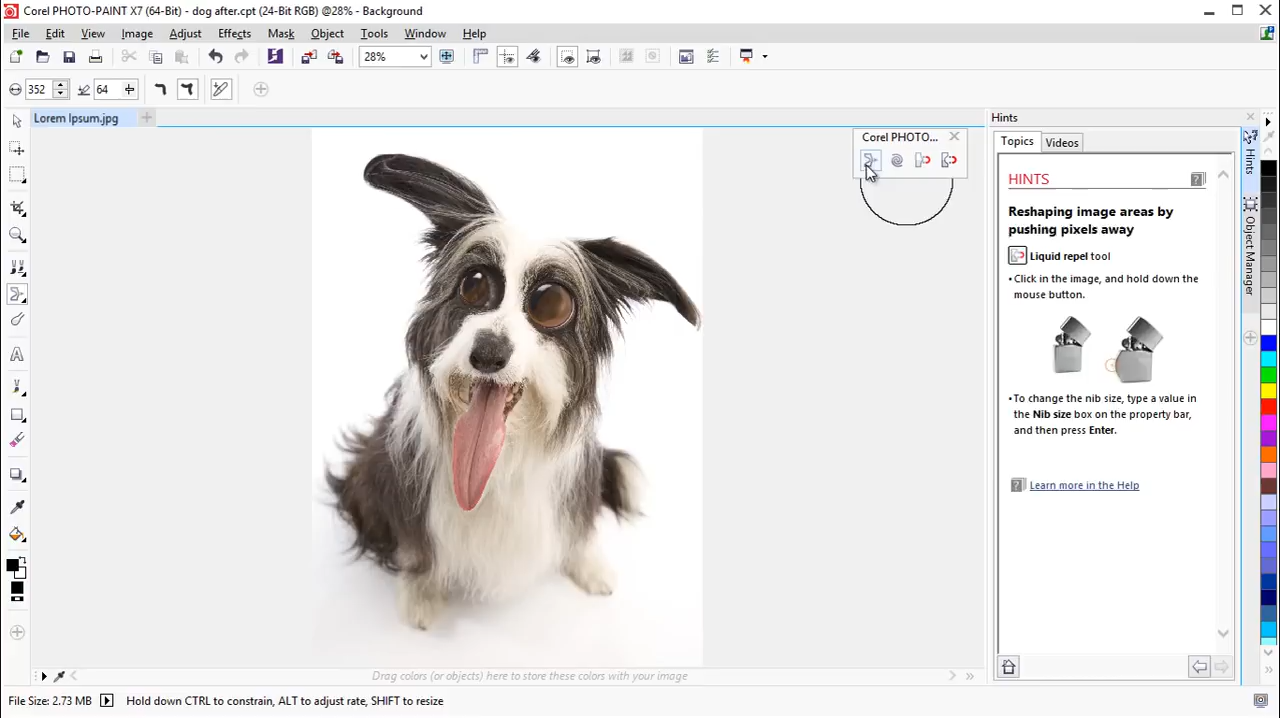 Corel PHOTO-PAINT X7 (64-Bit) - dog after.cpt (24-Bit RGB) @28% - Background
File Edit View Image Adjust Effects Mask Object Tools Window Help
28%
352 64
Lorem Ipsum.jpg
Hints
Corel PHOTO...
Topics Videos
HINTS
Reshaping image areas by
pushing pixels away
Liquid repel tool
• Click in the image, and hold down the
mouse button.
• To change the nib size, type a value in
the Nib size box on the property bar,
and then press Enter.
Learn more in the Help
Hints
Object Manager
Drag colors (or objects) here to store these colors with your image
File Size: 2.73 MB Hold down CTRL to constrain, ALT to adjust rate, SHIFT to resize